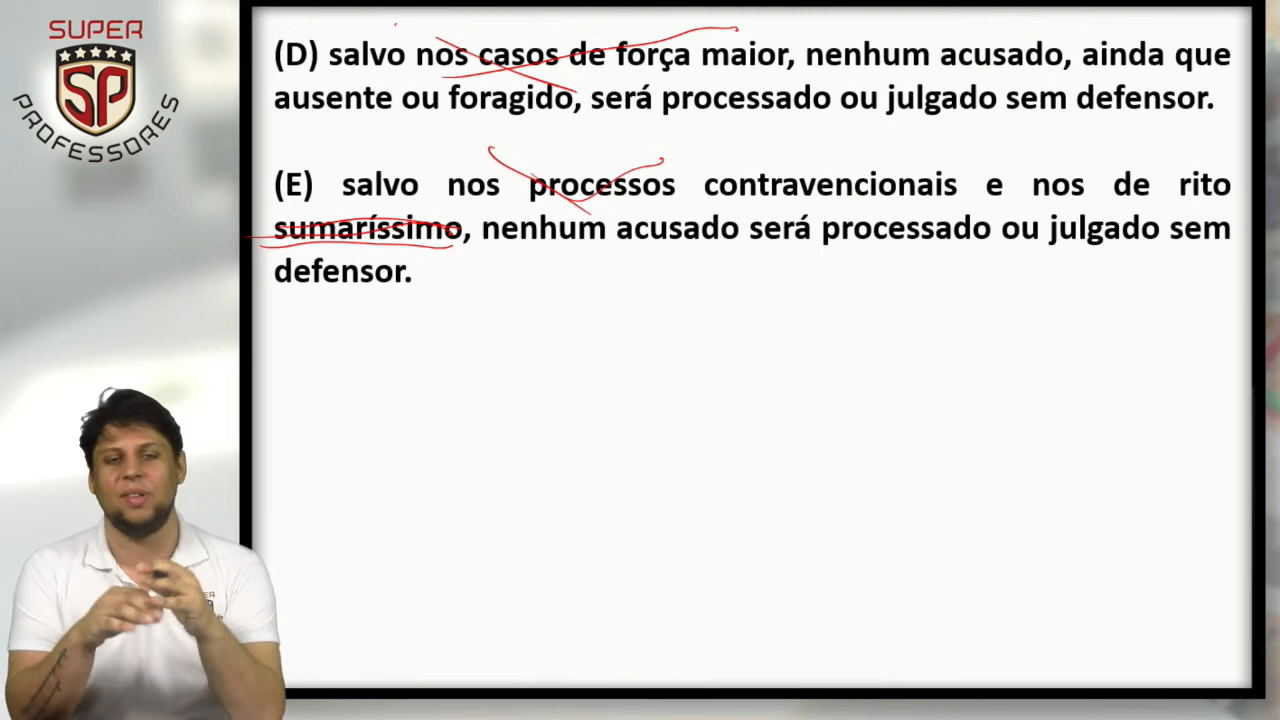 SUPER
SP
PROFESSORES
(D) salvo nos casos de força maior, nenhum acusado, ainda que
ausente ou foragido, será processado ou julgado sem defensor.
(E) salvo nos processos contravencionais e nos de rito
sumaríssimo, nenhum acusado será processado ou julgado sem
defensor.